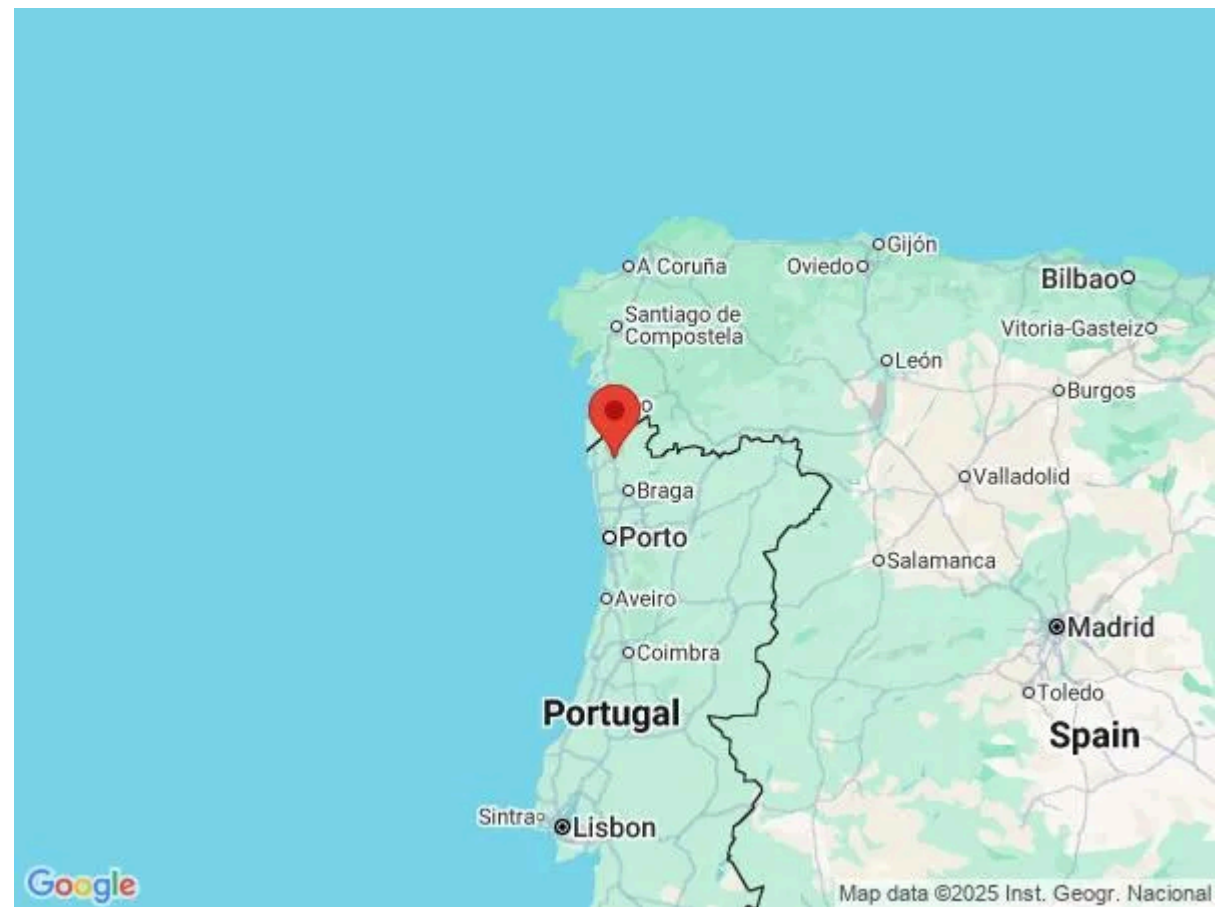 Gijón
A Coruña
Oviedo
Bilbao
Santiago de
Compostela
Vitoria-Gasteiz
León
Burgos
Valladolid
Braga
Porto
Salamanca
Aveiro
Madrid
Coimbra
Toledo
Portugal
Spain
Sintra
Lisbon
Google
Map data ©2025 Inst. Geogr. Nacional